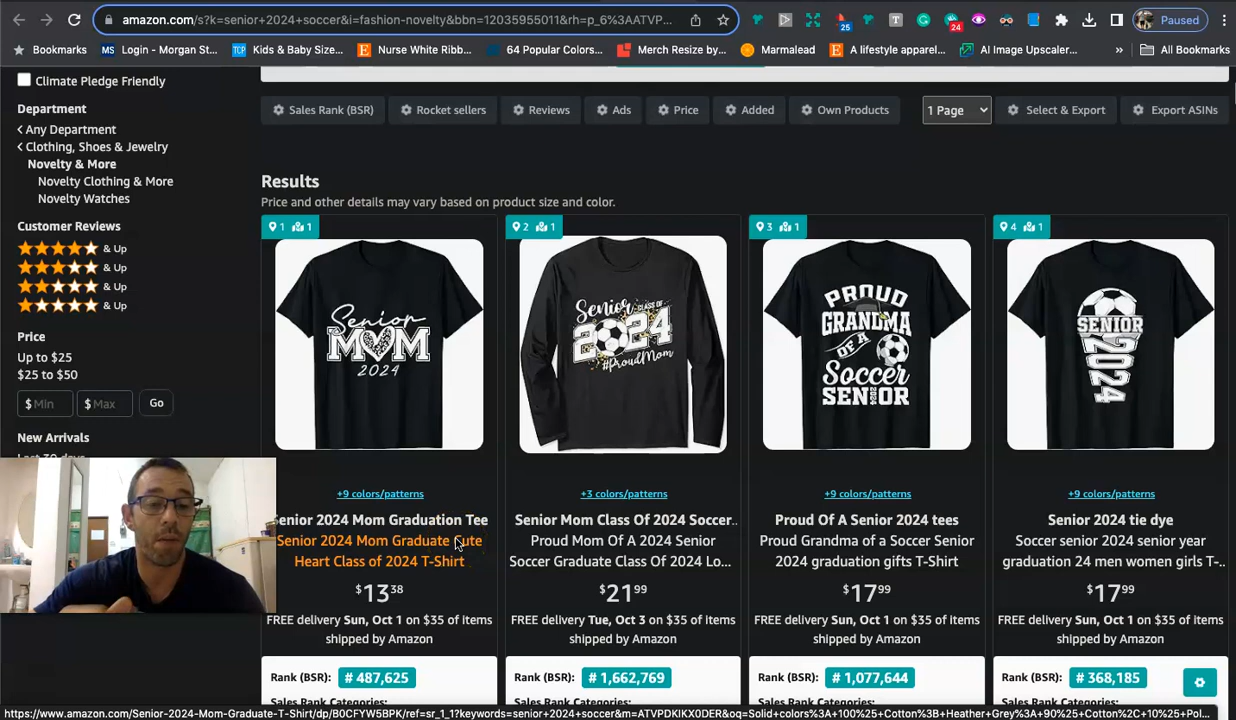 amazon.com/s?k=senior+2024+soccer&i=fashion-novelty&bbn=12035955011&rh=p_6%3AATVP...
25
24
Paused
Bookmarks
Login - Morgan St...
Kids & Baby Size...
Nurse White Ribb...
64 Popular Colors...
Merch Resize by...
Marmalead
A lifestyle apparel...
AI Image Upscaler...
»
All Bookmarks
Climate Pledge Friendly
Department
Any Department
Clothing, Shoes & Jewelry
Novelty & More
Novelty Clothing & More
Novelty Watches
Customer Reviews
& Up
& Up
& Up
& Up
Price
Up to $25
$25 to $50
$ Min
$ Max
Go
New Arrivals
Sales Rank (BSR)
Rocket sellers
Reviews
Ads
Price
Added
Own Products
1 Page
Select & Export
Export ASINs
Results
Price and other details may vary based on product size and color.
1 1
Senior
MOM
2024
+9 colors/patterns
Senior 2024 Mom Graduation Tee
Senior 2024 Mom Graduate Cute
Heart Class of 2024 T-Shirt
$13 38
FREE delivery Sun, Oct 1 on $35 of items
shipped by Amazon
Rank (BSR): # 487,625
2 1
Senior CLASS OF
2024
#ProudMom
+3 colors/patterns
Senior Mom Class Of 2024 Soccer..
Proud Mom Of A 2024 Senior
Soccer Graduate Class Of 2024 Lo...
$21 99
FREE delivery Tue, Oct 3 on $35 of items
shipped by Amazon
Rank (BSR): # 1,662,769
Sales Rank Categories:
3 1
PROUD
GRANDMA
OF A
Soccer
SENIOR
2024
+9 colors/patterns
Proud Of A Senior 2024 tees
Proud Grandma of a Soccer Senior
2024 graduation gifts T-Shirt
$17 99
FREE delivery Sun, Oct 1 on $35 of items
shipped by Amazon
Rank (BSR): # 1,077,644
Sales Rank Categories:
4 1
SENIOR
2024
+9 colors/patterns
Senior 2024 tie dye
Soccer senior 2024 senior year
graduation 24 men women girls T-..
$17 99
FREE delivery Sun, Oct 1 on $35 of items
shipped by Amazon
Rank (BSR): # 368,185
Sales Rank Categories:
https://www.amazon.com/Senior-2024-Mom-Graduate-T-Shirt/dp/B0CFYW5BPK/ref=sr_1_1?keywords=senior+2024+soccer&m=ATVPDKIKX0DER&oq=Solid+colors%3A+100%25+Cotton%3B+Heather+Grey%3A+90%25+Cotton%2C+10%25+Pol...